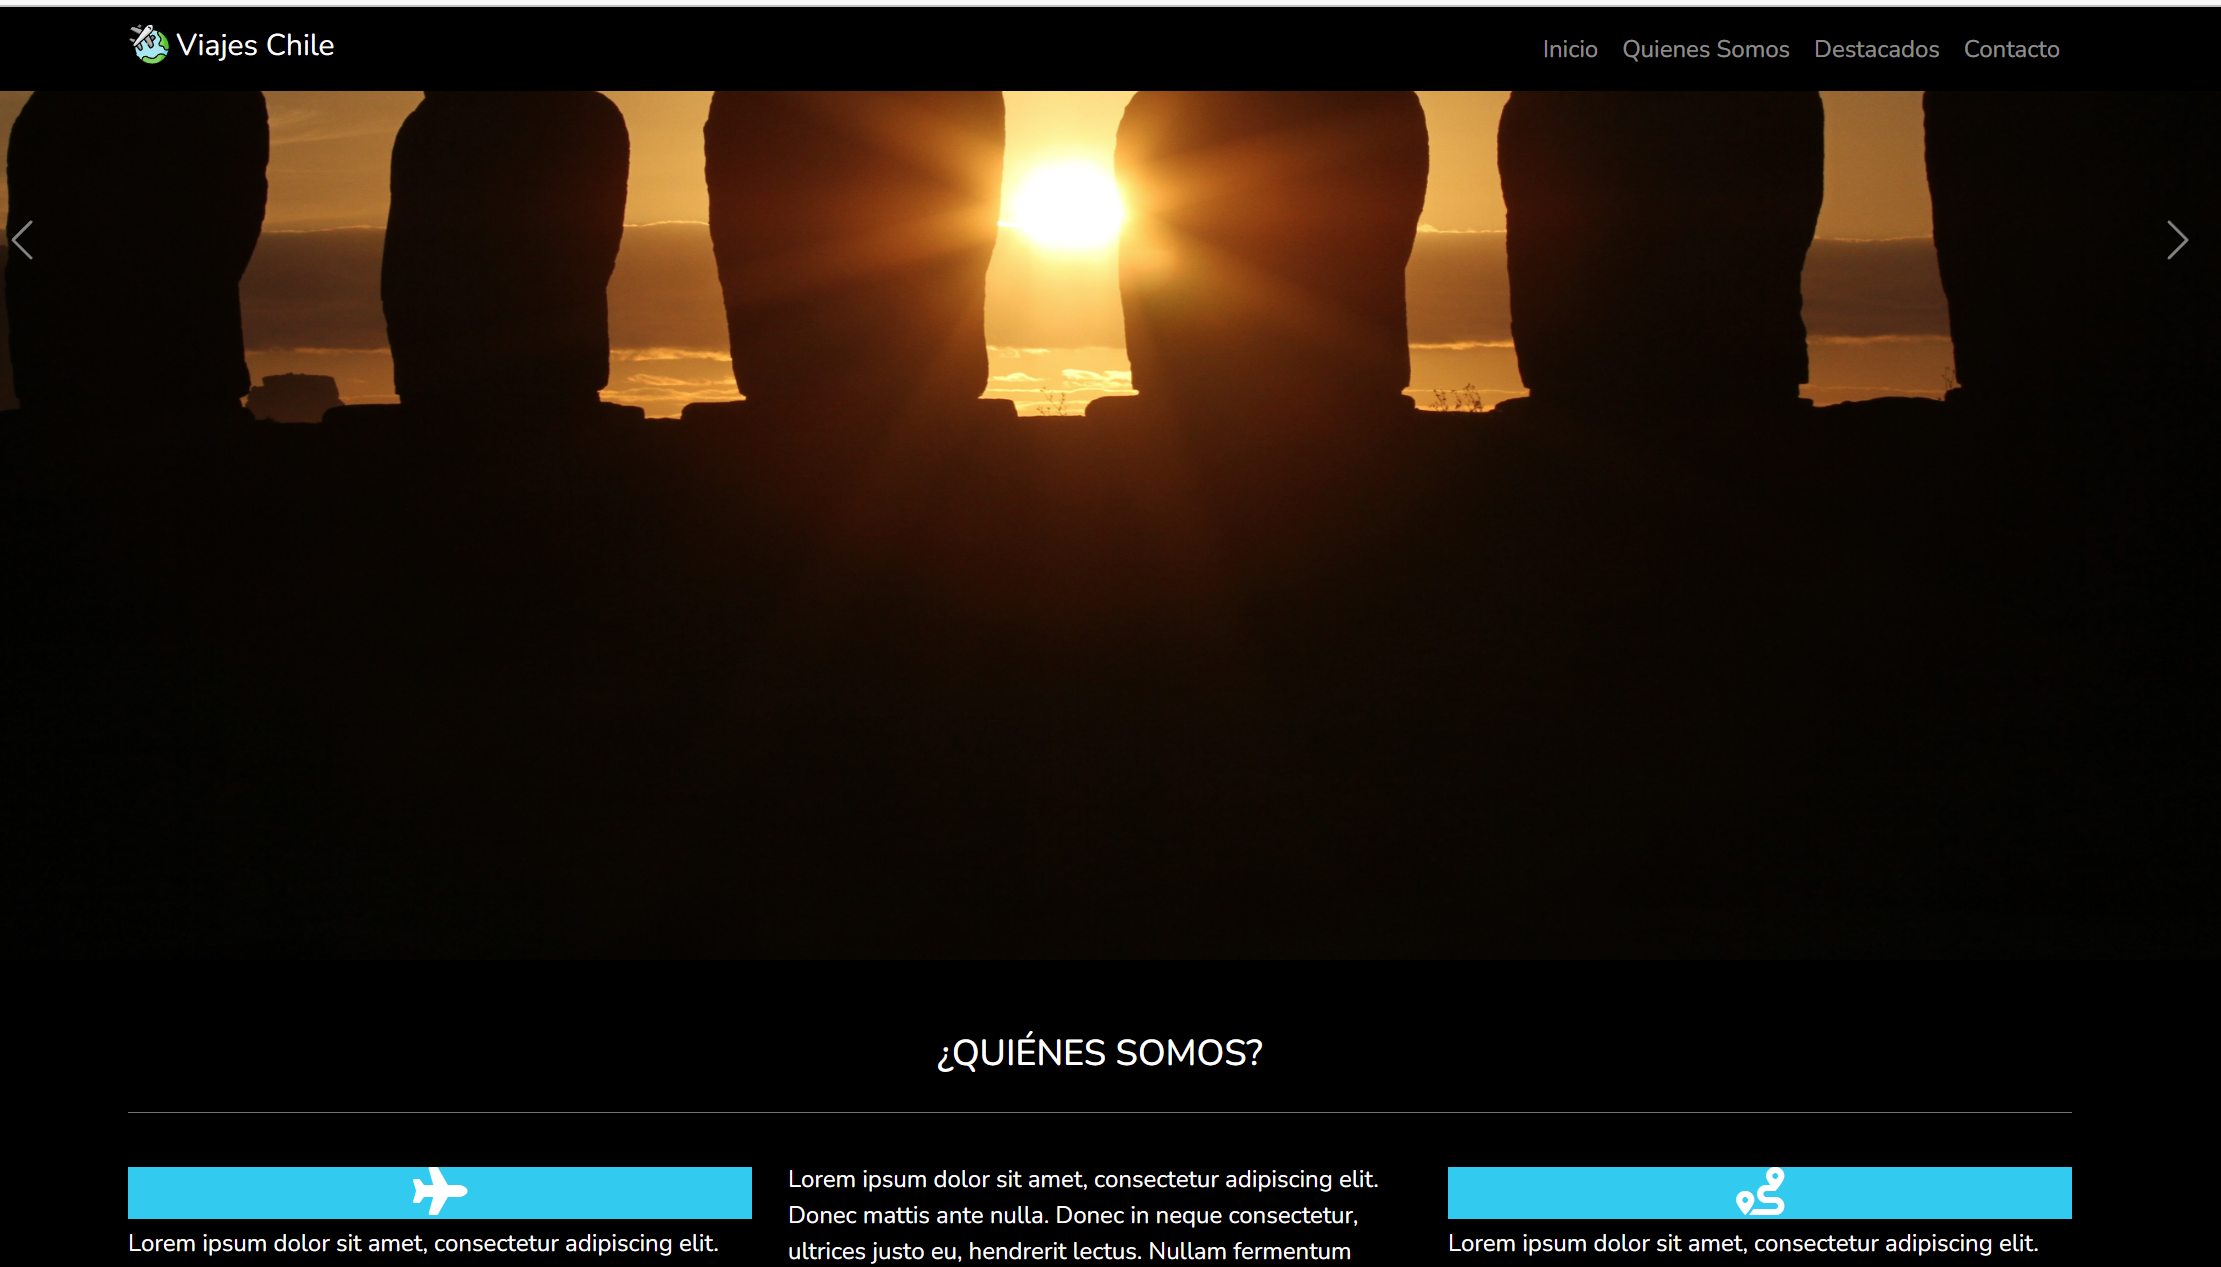 Viajes Chile
Inicio Quienes Somos Destacados Contacto
¿QUIÉNES SOMOS?
Lorem ipsum dolor sit amet, consectetur adipiscing elit.
Lorem ipsum dolor sit amet, consectetur adipiscing elit.
Donec mattis ante nulla. Donec in neque consectetur,
ultrices justo eu, hendrerit lectus. Nullam fermentum
Lorem ipsum dolor sit amet, consectetur adipiscing elit.